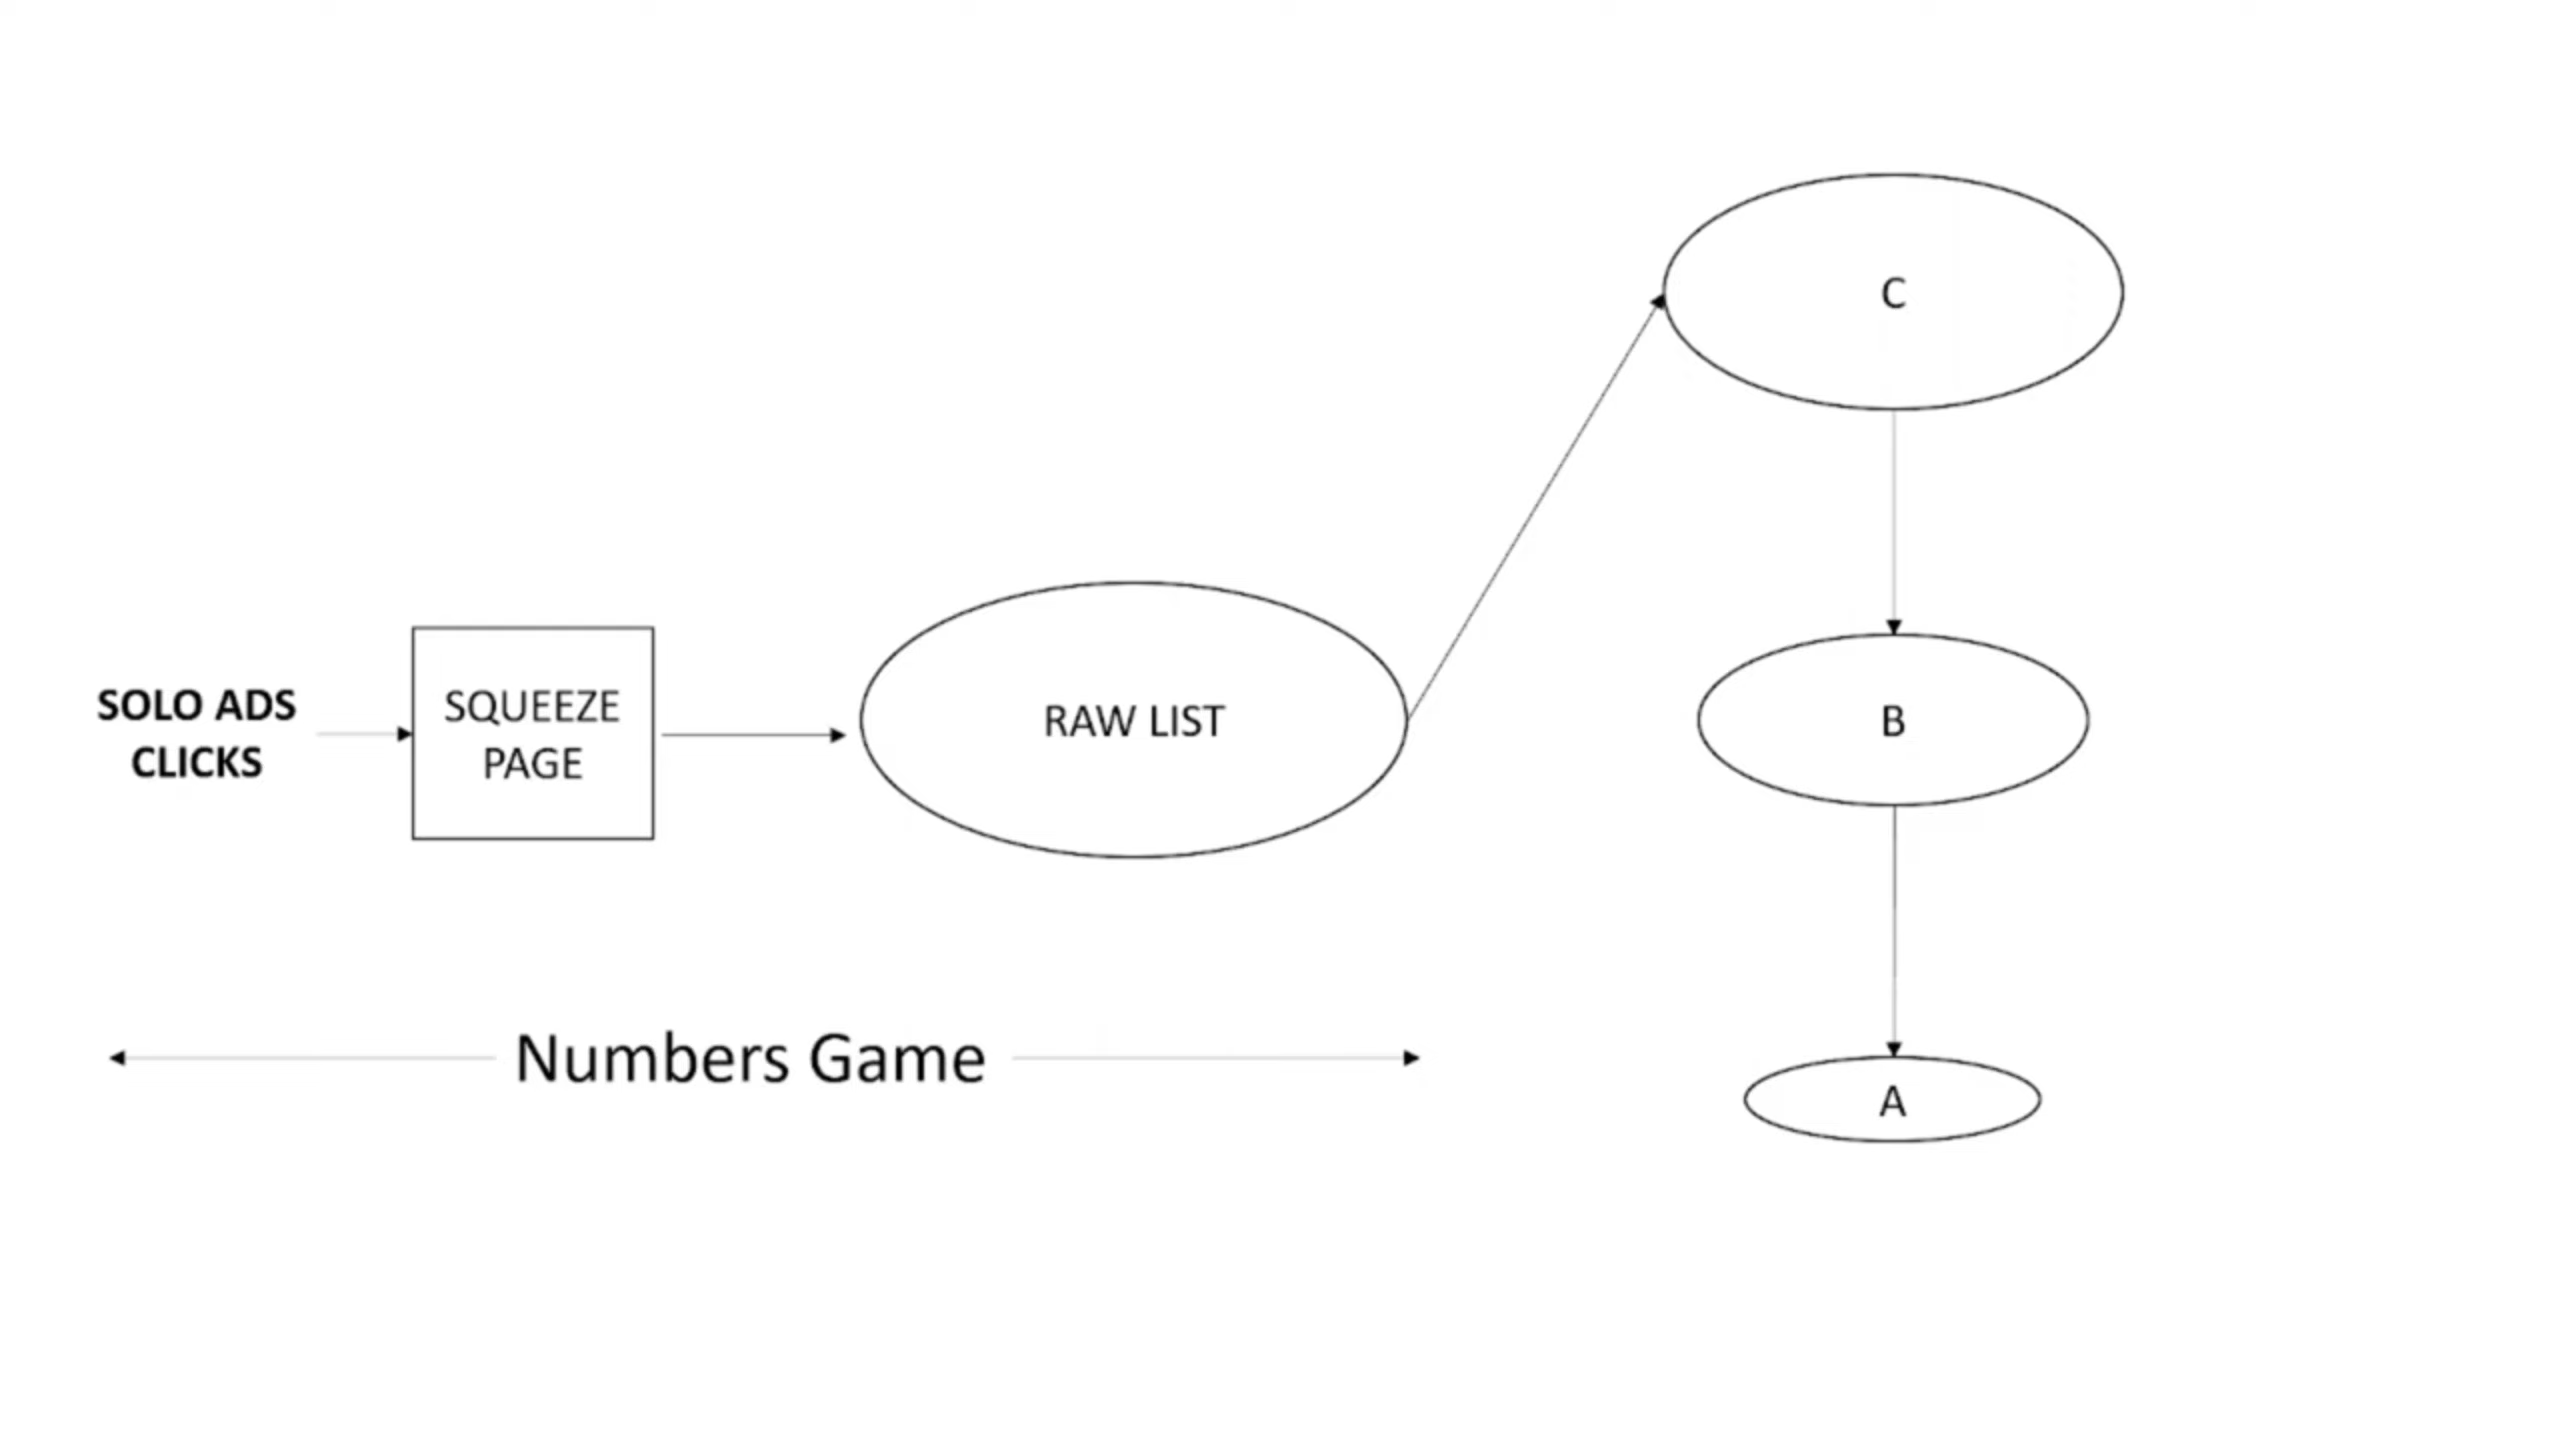 SOLO ADS
CLICKS
SQUEEZE
PAGE
RAW LIST
C
B
A
Numbers Game